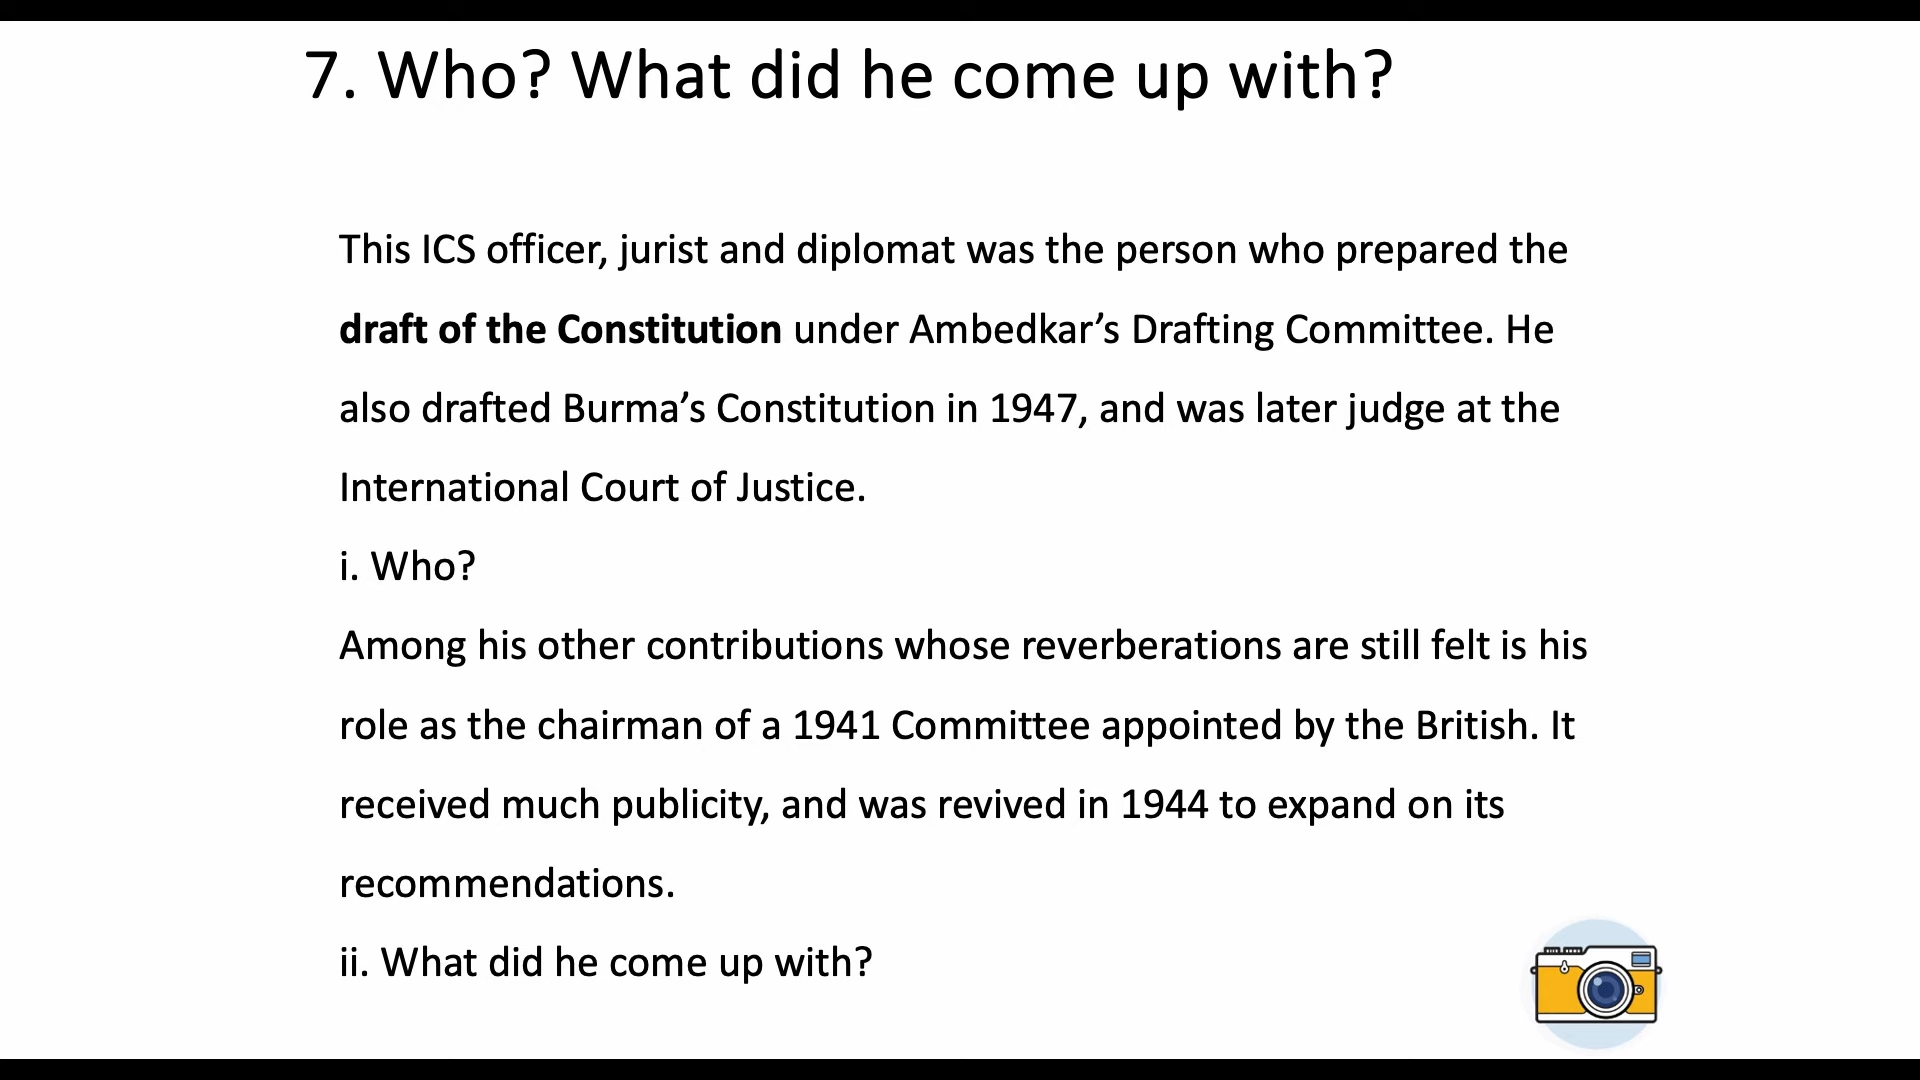 7. Who? What did he come up with?
This ICS officer, jurist and diplomat was the person who prepared the
draft of the Constitution under Ambedkar’s Drafting Committee. He
also drafted Burma’s Constitution in 1947, and was later judge at the
International Court of Justice.
i. Who?
Among his other contributions whose reverberations are still felt is his
role as the chairman of a 1941 Committee appointed by the British. It
received much publicity, and was revived in 1944 to expand on its
recommendations.
ii. What did he come up with?